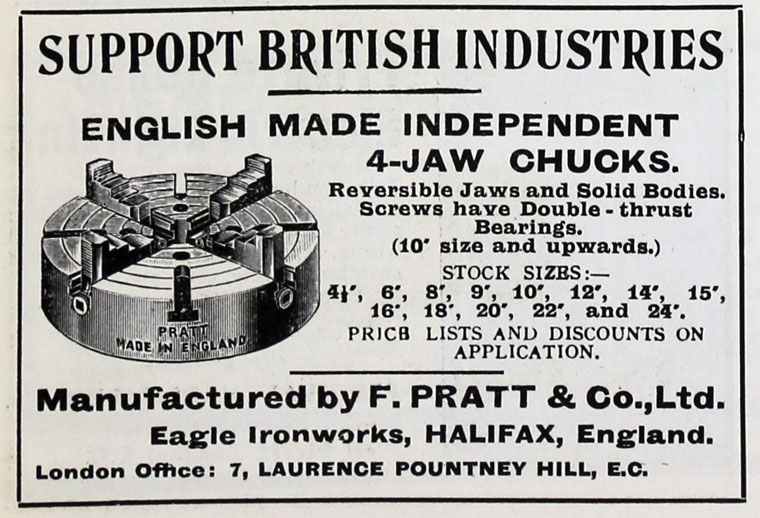 SUPPORT BRITISH INDUSTRIES
ENGLISH MADE INDEPENDENT
4-JAW CHUCKS.
Reversible Jaws and Solid Bodies.
Screws have Double-thrust
Bearings.
(10″ size and upwards.)
STOCK SIZES:—
4½″, 6″, 8″, 9″, 10″, 12″, 14″, 15″,
16″, 18″, 20″, 22″, and 24″.
PRICE LISTS AND DISCOUNTS ON
APPLICATION.
PRATT
MADE IN ENGLAND
Manufactured by F. PRATT & Co., Ltd.
Eagle Ironworks, HALIFAX, England.
London Office: 7, LAURENCE POUNTNEY HILL, E.C.